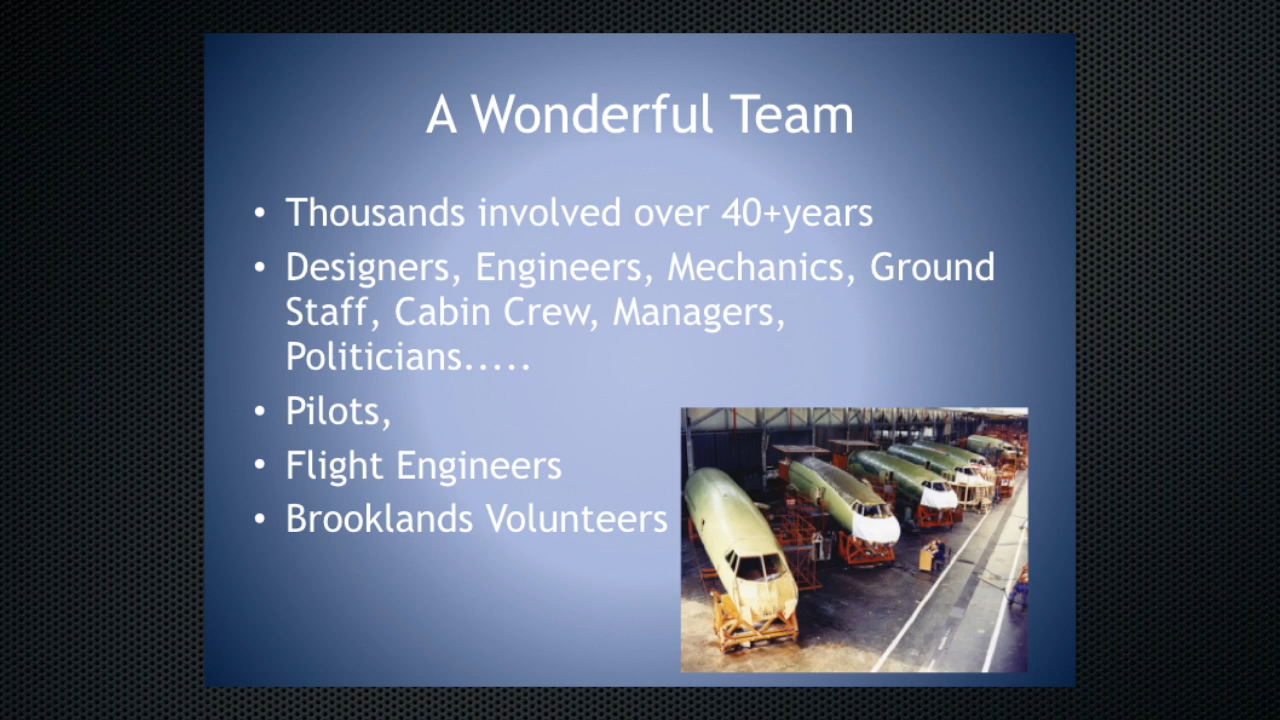 A Wonderful Team
• Thousands involved over 40+years
• Designers, Engineers, Mechanics, Ground
Staff, Cabin Crew, Managers,
Politicians.....
• Pilots,
• Flight Engineers
• Brooklands Volunteers